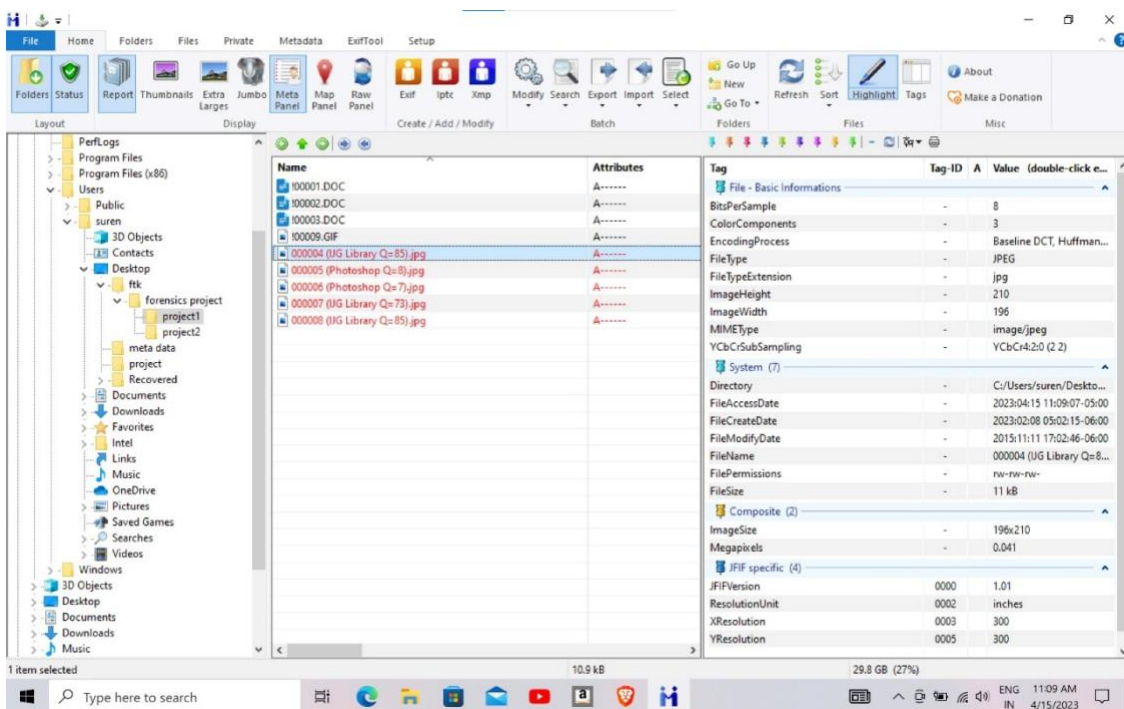 File Home Folders Files Private Metadata ExifTool Setup
Folders Status Report Thumbnails Extra Larges Jumbo Meta Panel Map Panel Raw Panel Exif Iptc Xmp Modify Search Export Import Select Go Up New Go To Refresh Sort Highlight Tags About Make a Donation
Layout Display Create / Add / Modify Batch Folders Files Misc
PerfLogs
Program Files
Program Files (x86)
Users
Public
suren
3D Objects
Contacts
Desktop
ftk
forensics project
project1
project2
meta data
project
Recovered
Documents
Downloads
Favorites
Intel
Links
Music
OneDrive
Pictures
Saved Games
Searches
Videos
Windows
3D Objects
Desktop
Documents
Downloads
Music
Name Attributes
!00001.DOC A------
!00002.DOC A------
!00003.DOC A------
!00009.GIF A------
000004 (IJG Library Q=85).jpg A------
000005 (Photoshop Q=8).jpg A------
000006 (Photoshop Q=7).jpg A------
000007 (IJG Library Q=73).jpg A------
000008 (IJG Library Q=85).jpg A------
Tag Tag-ID A Value (double-click e...
File - Basic Informations
BitsPerSample - 8
ColorComponents - 3
EncodingProcess - Baseline DCT, Huffman...
FileType - JPEG
FileTypeExtension - jpg
ImageHeight - 210
ImageWidth - 196
MIMEType - image/jpeg
YCbCrSubSampling - YCbCr4:2:0 (2 2)
System (7)
Directory - C:/Users/suren/Deskto...
FileAccessDate - 2023:04:15 11:09:07-05:00
FileCreateDate - 2023:02:08 05:02:15-06:00
FileModifyDate - 2015:11:11 17:02:46-06:00
FileName - 000004 (IJG Library Q=8...
FilePermissions - rw-rw-rw-
FileSize - 11 kB
Composite (2)
ImageSize - 196x210
Megapixels - 0.041
JFIF specific (4)
JFIFVersion 0000 1.01
ResolutionUnit 0002 inches
XResolution 0003 300
YResolution 0005 300
1 item selected 10.9 kB 29.8 GB (27%)
Type here to search
ENG 11:09 AM
IN 4/15/2023